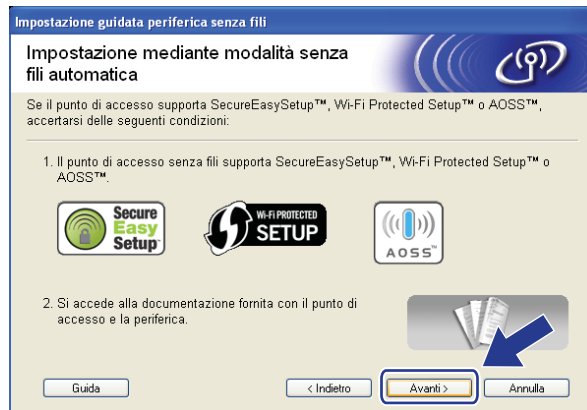 Impostazione guidata periferica senza fili
Impostazione mediante modalità senza
fili automatica
Se il punto di accesso supporta SecureEasySetup™, Wi-Fi Protected Setup™ o AOSS™,
accertarsi delle seguenti condizioni:
1. Il punto di accesso senza fili supporta SecureEasySetup™, Wi-Fi Protected Setup™ o
AOSS™.
Secure
Easy
Setup™
WI-FI PROTECTED
SETUP
AOSS™
2. Si accede alla documentazione fornita con il punto di
accesso e la periferica.
Guida
< Indietro
Avanti >
Annulla